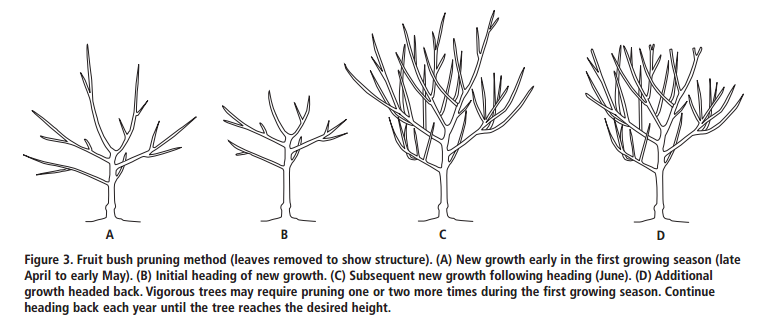 A B C D
Figure 3. Fruit bush pruning method (leaves removed to show structure). (A) New growth early in the first growing season (late
April to early May). (B) Initial heading of new growth. (C) Subsequent new growth following heading (June). (D) Additional
growth headed back. Vigorous trees may require pruning one or two more times during the first growing season. Continue
heading back each year until the tree reaches the desired height.